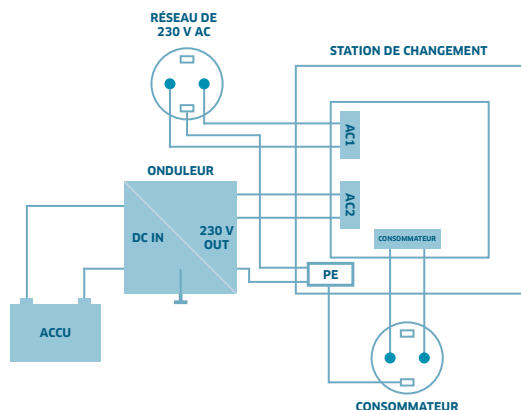 RÉSEAU DE
230 V AC
STATION DE CHANGEMENT
AC1
ONDULEUR
AC2
DC IN
230 V
OUT
CONSOMMATEUR
PE
ACCU
CONSOMMATEUR